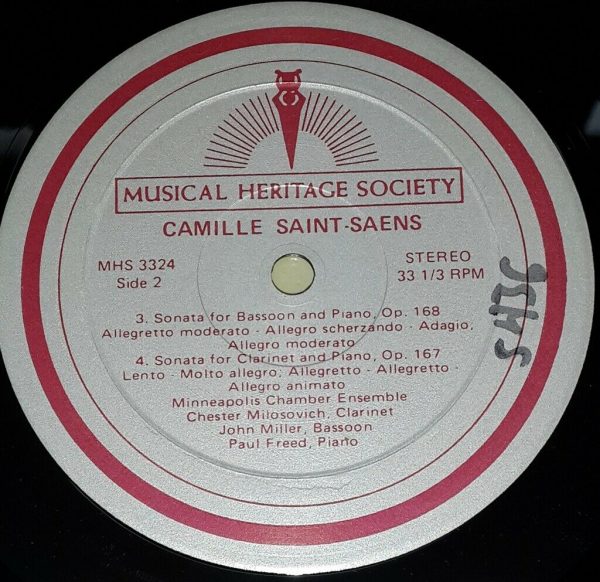 MUSICAL HERITAGE SOCIETY
CAMILLE SAINT-SAENS
MHS 3324
Side 2
STEREO
33 1/3 RPM
3. Sonata for Bassoon and Piano, Op. 168
Allegretto moderato - Allegro scherzando - Adagio,
Allegro moderato
4. Sonata for Clarinet and Piano, Op. 167
Lento - Molto allegro, Allegretto - Allegretto -
Allegro animato
Minneapolis Chamber Ensemble
Chester Milosovich, Clarinet
John Miller, Bassoon
Paul Freed, Piano